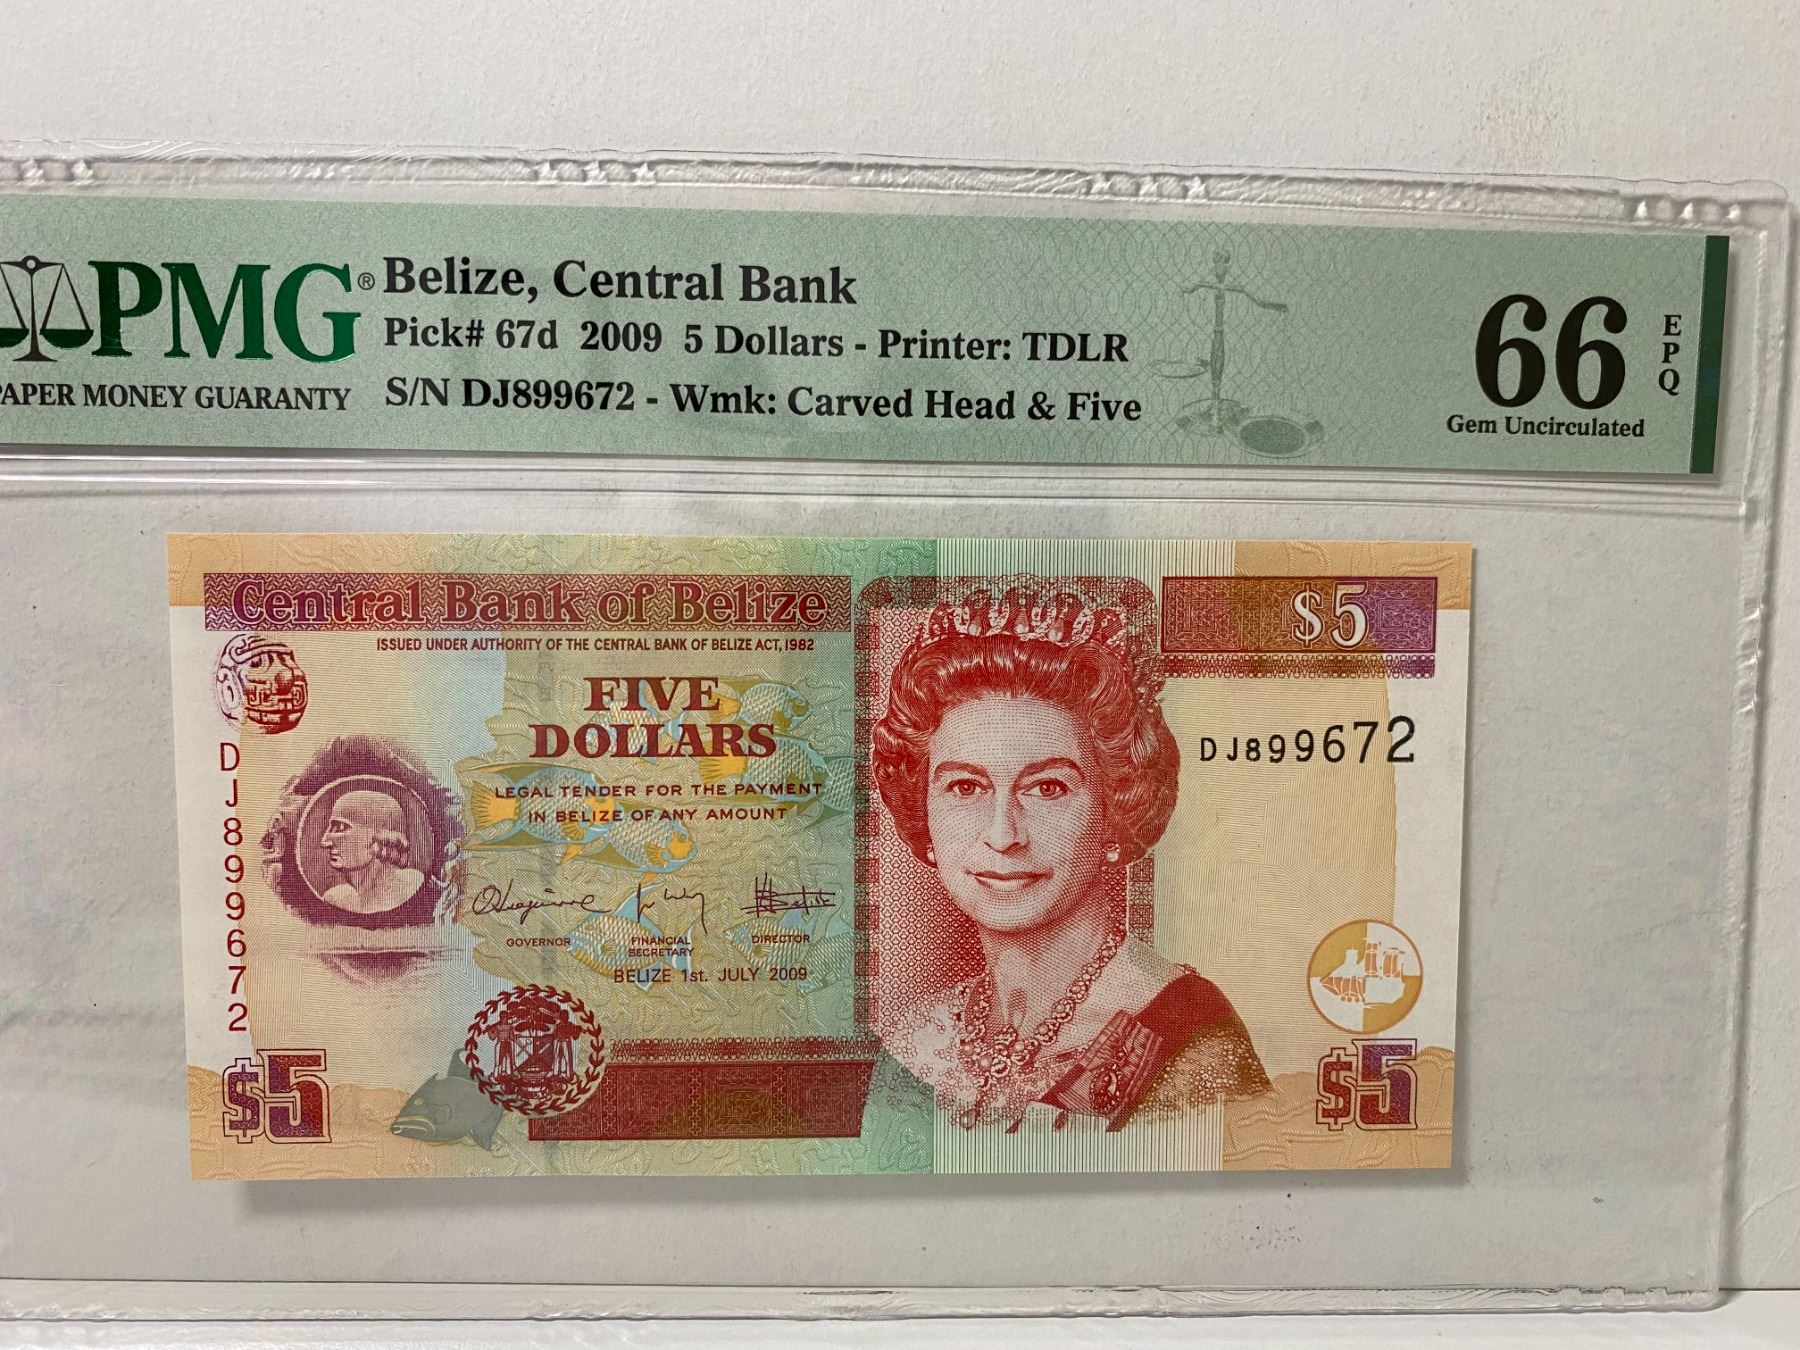 PMG®
PAPER MONEY GUARANTY
Belize, Central Bank
Pick# 67d 2009 5 Dollars - Printer: TDLR
S/N DJ899672 - Wmk: Carved Head & Five
66
EPQ
Gem Uncirculated
Central Bank of Belize
$5
ISSUED UNDER AUTHORITY OF THE CENTRAL BANK OF BELIZE ACT, 1982
FIVE
DOLLARS
LEGAL TENDER FOR THE PAYMENT
IN BELIZE OF ANY AMOUNT
DJ899672
DJ899672
GOVERNOR
FINANCIAL
SECRETARY
DIRECTOR
BELIZE 1st. JULY 2009
$5
$5